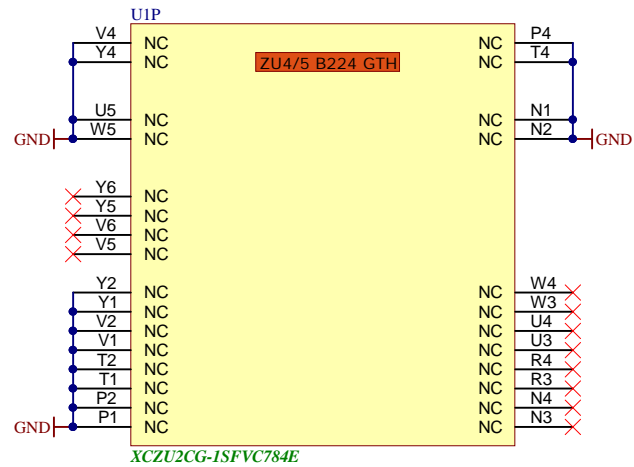 U1P
V4 NC ZU4/5 B224 GTH NC P4
Y4 NC NC T4
U5 NC NC N1
GND W5 NC NC N2 GND
Y6 NC
Y5 NC
V6 NC
V5 NC
Y2 NC NC W4
Y1 NC NC W3
V2 NC NC U4
V1 NC NC U3
T2 NC NC R4
T1 NC NC R3
P2 NC NC N4
GND P1 NC NC N3
XCZU2CG-1SFVC784E